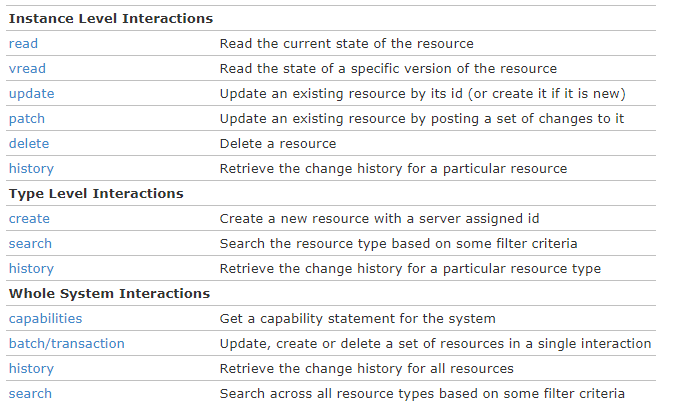 Instance Level Interactions
read Read the current state of the resource
vread Read the state of a specific version of the resource
update Update an existing resource by its id (or create it if it is new)
patch Update an existing resource by posting a set of changes to it
delete Delete a resource
history Retrieve the change history for a particular resource
Type Level Interactions
create Create a new resource with a server assigned id
search Search the resource type based on some filter criteria
history Retrieve the change history for a particular resource type
Whole System Interactions
capabilities Get a capability statement for the system
batch/transaction Update, create or delete a set of resources in a single interaction
history Retrieve the change history for all resources
search Search across all resource types based on some filter criteria